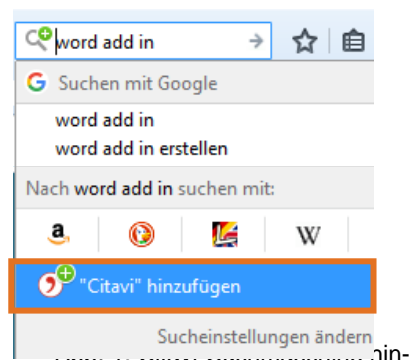 word add in
Suchen mit Google
word add in
word add in erstellen
Nach word add in suchen mit:
a W
"Citavi" hinzufügen
Sucheinstellungen ändern
hin-